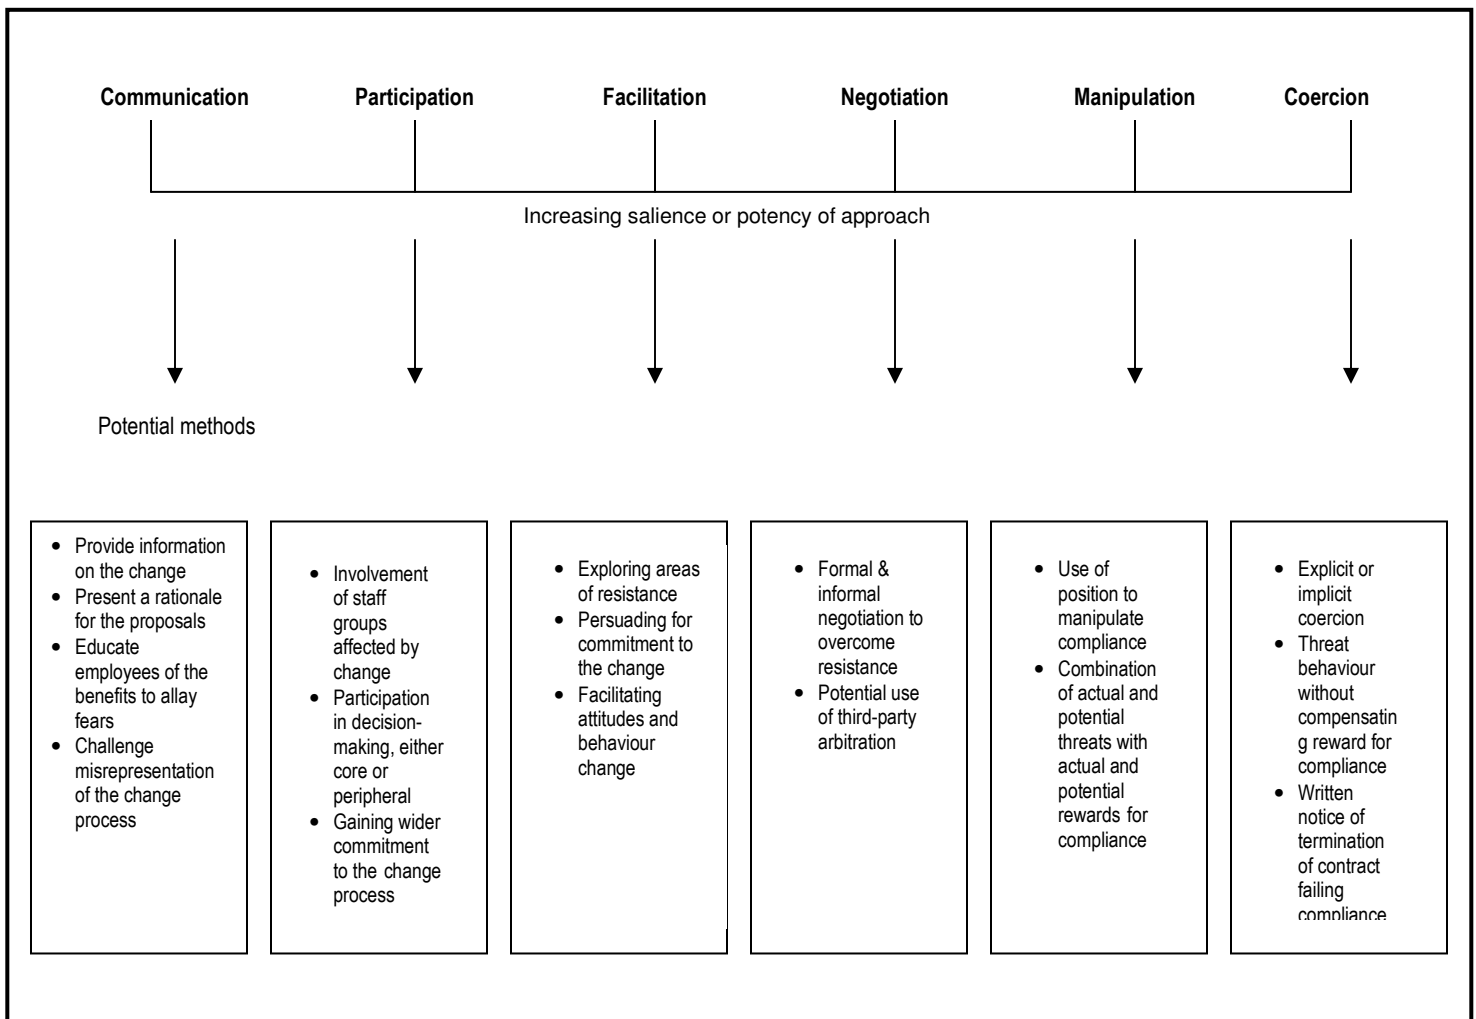 Communication
Participation
Facilitation
Negotiation
Manipulation
Coercion
Increasing salience or potency of approach
Potential methods
• Provide information
on the change
• Present a rationale
for the proposals
• Educate
employees of the
benefits to allay
fears
• Challenge
misrepresentation
of the change
process
• Involvement
of staff
groups
affected by
change
• Participation
in decision-
making, either
core or
peripheral
• Gaining wider
commitment
to the change
process
• Exploring areas
of resistance
• Persuading for
commitment to
the change
• Facilitating
attitudes and
behaviour
change
• Formal &
informal
negotiation to
overcome
resistance
• Potential use
of third-party
arbitration
• Use of
position to
manipulate
compliance
• Combination
of actual and
potential
threats with
actual and
potential
rewards for
compliance
• Explicit or
implicit
coercion
• Threat
behaviour
without
compensatin
g reward for
compliance
• Written
notice of
termination
of contract
failing
compliance